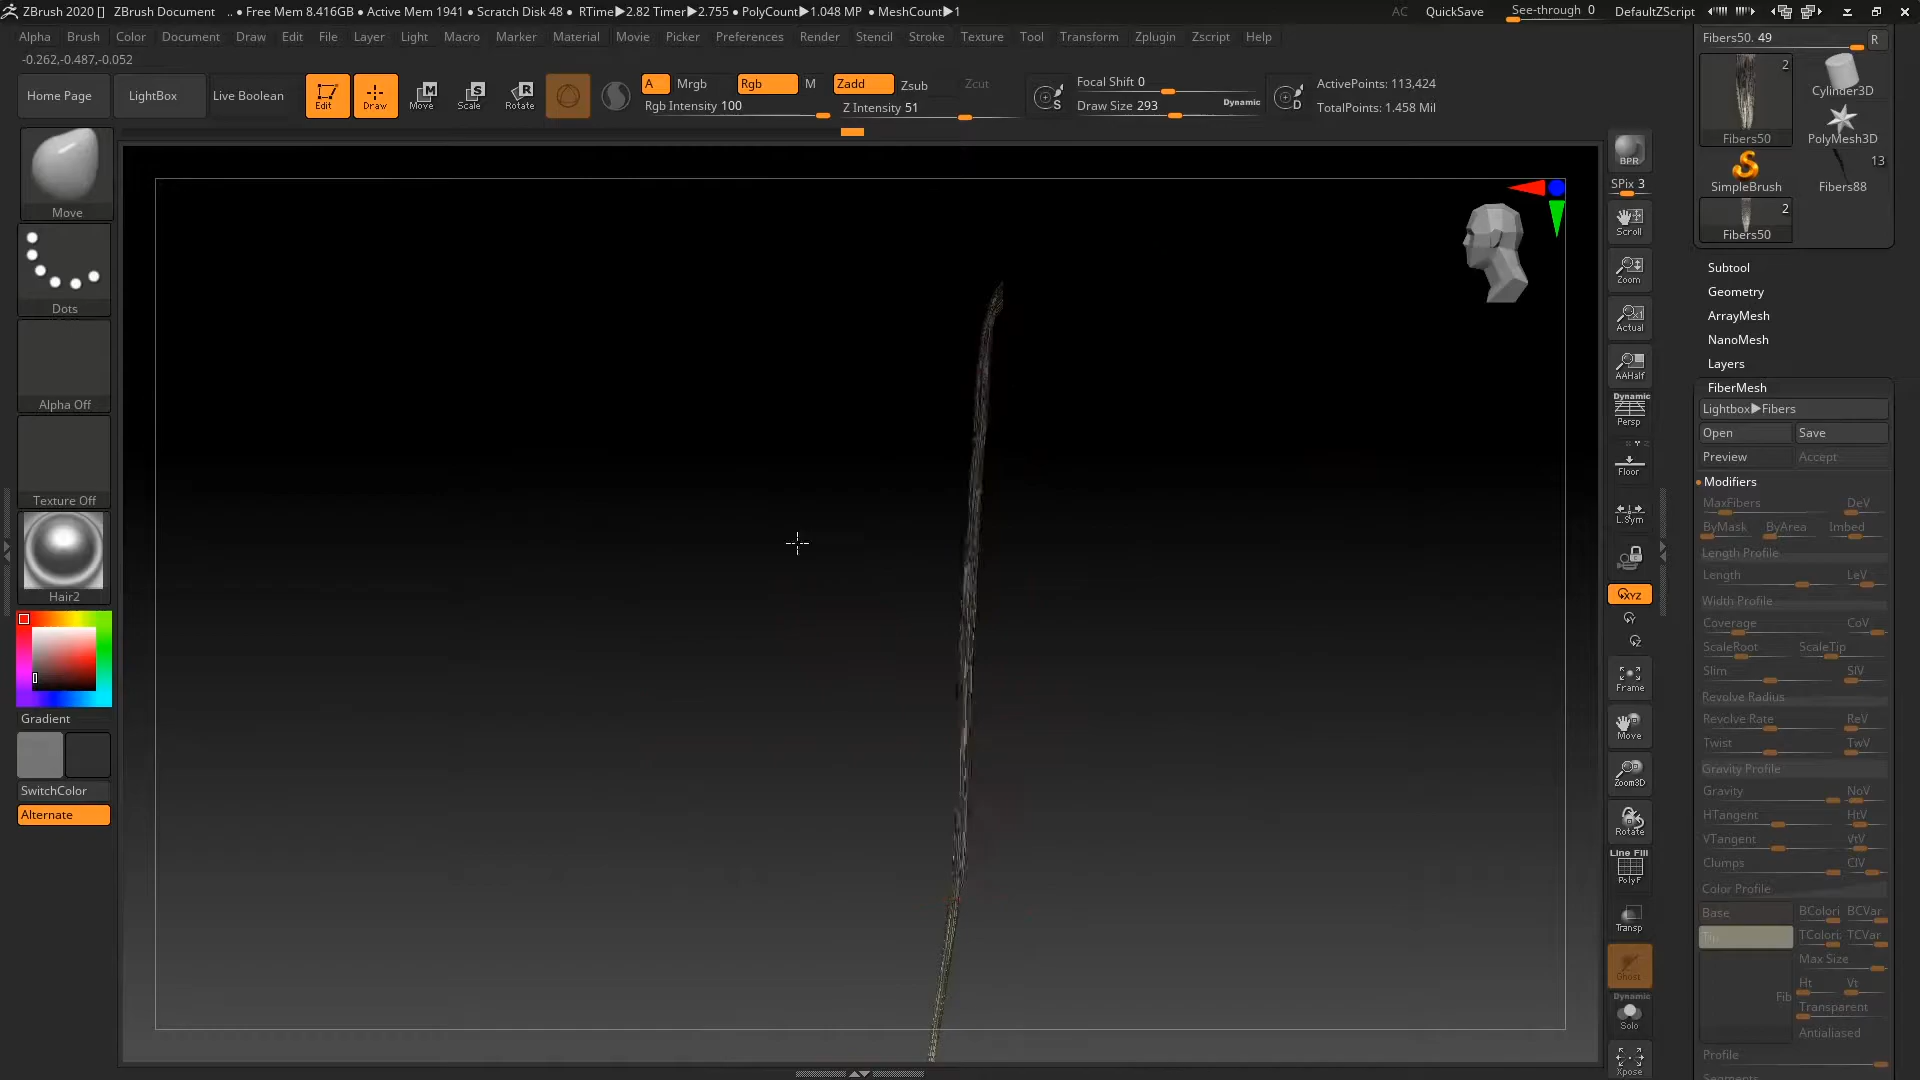 ZBrush 2020 [] ZBrush Document .. ● Free Mem 8.416GB ● Active Mem 1941 ● Scratch Disk 48 ● RTime▶2.82 Timer▶2.755 ● PolyCount▶1.048 MP ● MeshCount▶1
AC QuickSave See-through 0 DefaultZScript
Alpha Brush Color Document Draw Edit File Layer Light Macro Marker Material Movie Picker Preferences Render Stencil Stroke Texture Tool Transform Zplugin Zscript Help
-0.262,-0.487,-0.052
Home Page LightBox Live Boolean
Edit Draw Move Scale Rotate
M S R
A Mrgb Rgb M Zadd Zsub Zcut
Rgb Intensity 100 Z Intensity 51
S Focal Shift 0
Draw Size 293 Dynamic D
ActivePoints: 113,424
TotalPoints: 1.458 Mil
Move
Dots
Alpha Off
Texture Off
Hair2
Gradient
SwitchColor
Alternate
BPR
SPix 3
Scroll
Zoom
Actual
AAHalf
Dynamic
Persp
Floor
L.Sym
XYZ
Y
Z
Frame
Move
Zoom3D
Rotate
Line Fill
PolyF
Transp
Ghost
Dynamic
Solo
Xpose
Fibers50. 49 R
2
Fibers50
Cylinder3D
PolyMesh3D
SimpleBrush
13
Fibers88
2
Fibers50
Subtool
Geometry
ArrayMesh
NanoMesh
Layers
FiberMesh
Lightbox▶Fibers
Open Save
Preview Accept
Modifiers
MaxFibers DeV
ByMask ByArea Imbed
Length Profile
Length LeV
Width Profile
Coverage CoV
ScaleRoot ScaleTip
Slim SlV
Revolve Radius
Revolve Rate ReV
Twist TwV
Gravity Profile
Gravity NoV
HTangent HtV
VTangent VtV
Clumps ClV
Color Profile
Base BColori BCVar
Tip TColori: TCVar
Max Size
Ht Vt
Fib
Transparent
Antialiased
Profile
Segments